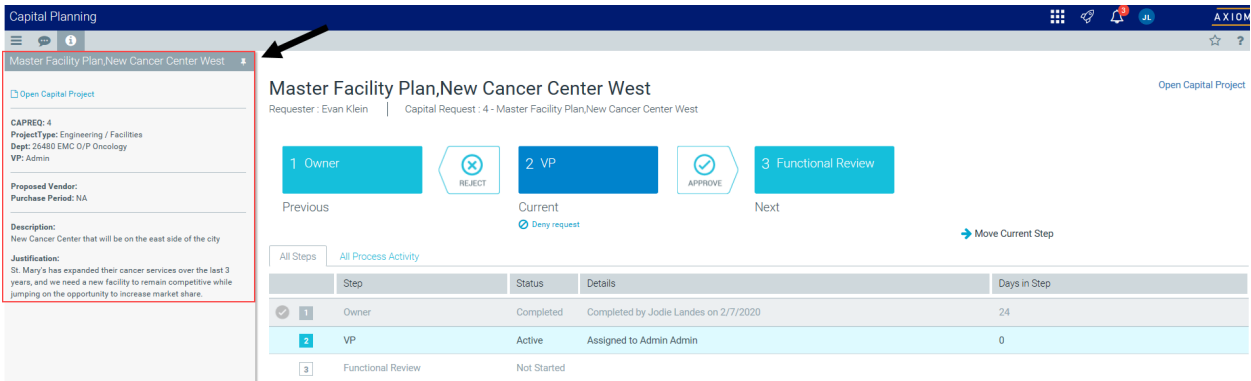 Capital Planning
3
JL
AXIOM
?
Master Facility Plan,New Cancer Center West
Open Capital Project
CAPREQ: 4
ProjectType: Engineering / Facilities
Dept: 26480 EMC O/P Oncology
VP: Admin
Proposed Vendor:
Purchase Period: NA
Description:
New Cancer Center that will be on the east side of the city
Justification:
St. Mary's has expanded their cancer services over the last 3
years, and we need a new facility to remain competitive while
jumping on the opportunity to increase market share.
Master Facility Plan,New Cancer Center West
Open Capital Project
Requester : Evan Klein | Capital Request : 4 - Master Facility Plan,New Cancer Center West
1 Owner
REJECT
2 VP
APPROVE
3 Functional Review
Previous
Current
Next
Deny request
Move Current Step
All Steps
All Process Activity
Step Status Details Days in Step
1 Owner Completed Completed by Jodie Landes on 2/7/2020 24
2 VP Active Assigned to Admin Admin 0
3 Functional Review Not Started